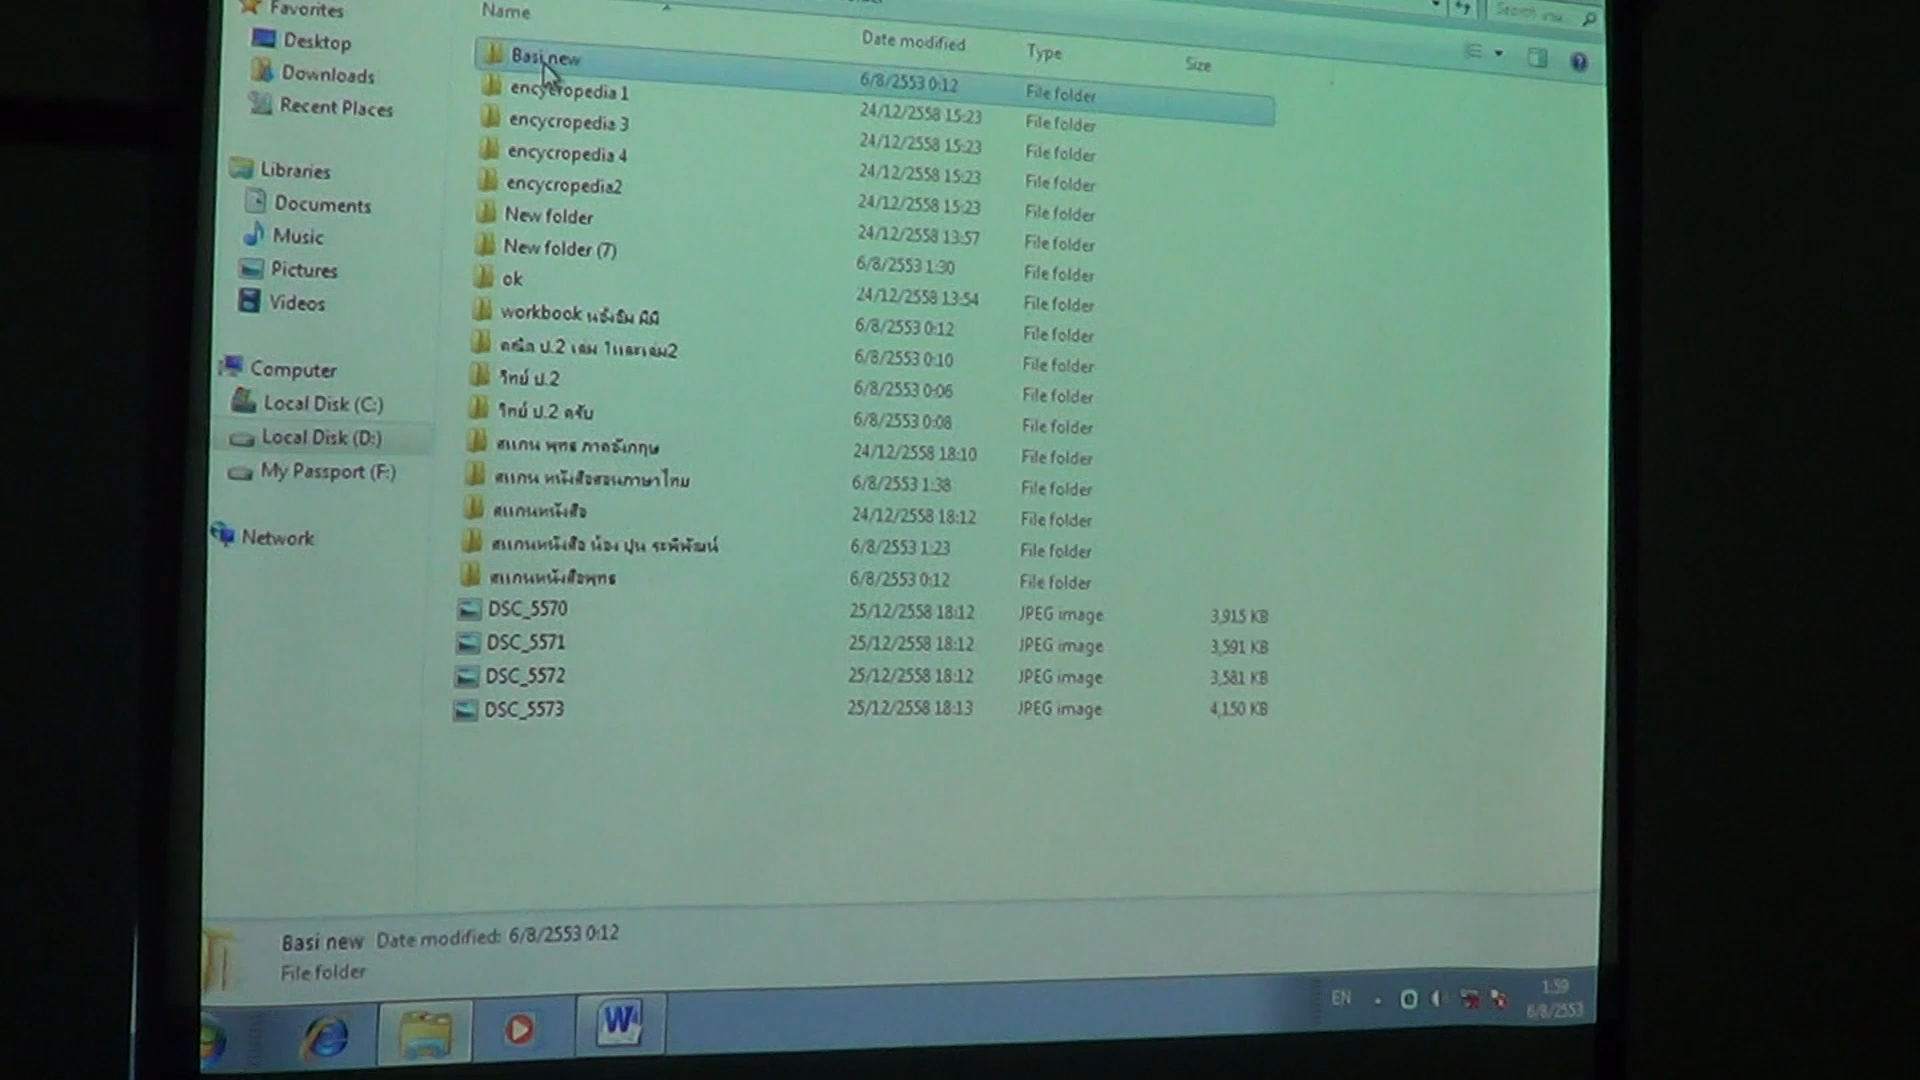 Favorites
Desktop
Downloads
Recent Places
Libraries
Documents
Music
Pictures
Videos
Computer
Local Disk (C:)
Local Disk (D:)
My Passport (F:)
Network
Name Date modified Type Size
Basi new 6/8/2553 0:12 File folder
encycropedia 1 24/12/2558 15:23 File folder
encycropedia 3 24/12/2558 15:23 File folder
encycropedia 4 24/12/2558 15:23 File folder
encycropedia2 24/12/2558 15:23 File folder
New folder 24/12/2558 13:57 File folder
New folder (7) 6/8/2553 1:30 File folder
ok 24/12/2558 13:54 File folder
workbook 6/8/2553 0:12 File folder
คณิต ป.2 เล่ม 1และเล่ม2 6/8/2553 0:10 File folder
วิทย์ ป.2 6/8/2553 0:06 File folder
วิทย์ ป.2 ครับ 6/8/2553 0:08 File folder
สแกน พุทธ ภาคอังกฤษ 24/12/2558 18:10 File folder
สแกน หนังสือสอนภาษาไทย 6/8/2553 1:38 File folder
สแกนหนังสือ 24/12/2558 18:12 File folder
สแกนหนังสือ น้อง ปุณ ระพีพัฒน์ 6/8/2553 1:23 File folder
สแกนหนังสือพุทธ 6/8/2553 0:12 File folder
DSC_5570 25/12/2558 18:12 JPEG image 3,915 KB
DSC_5571 25/12/2558 18:12 JPEG image 3,591 KB
DSC_5572 25/12/2558 18:12 JPEG image 3,581 KB
DSC_5573 25/12/2558 18:13 JPEG image 4,150 KB
Basi new Date modified: 6/8/2553 0:12
File folder
EN
1:59
6/8/2553